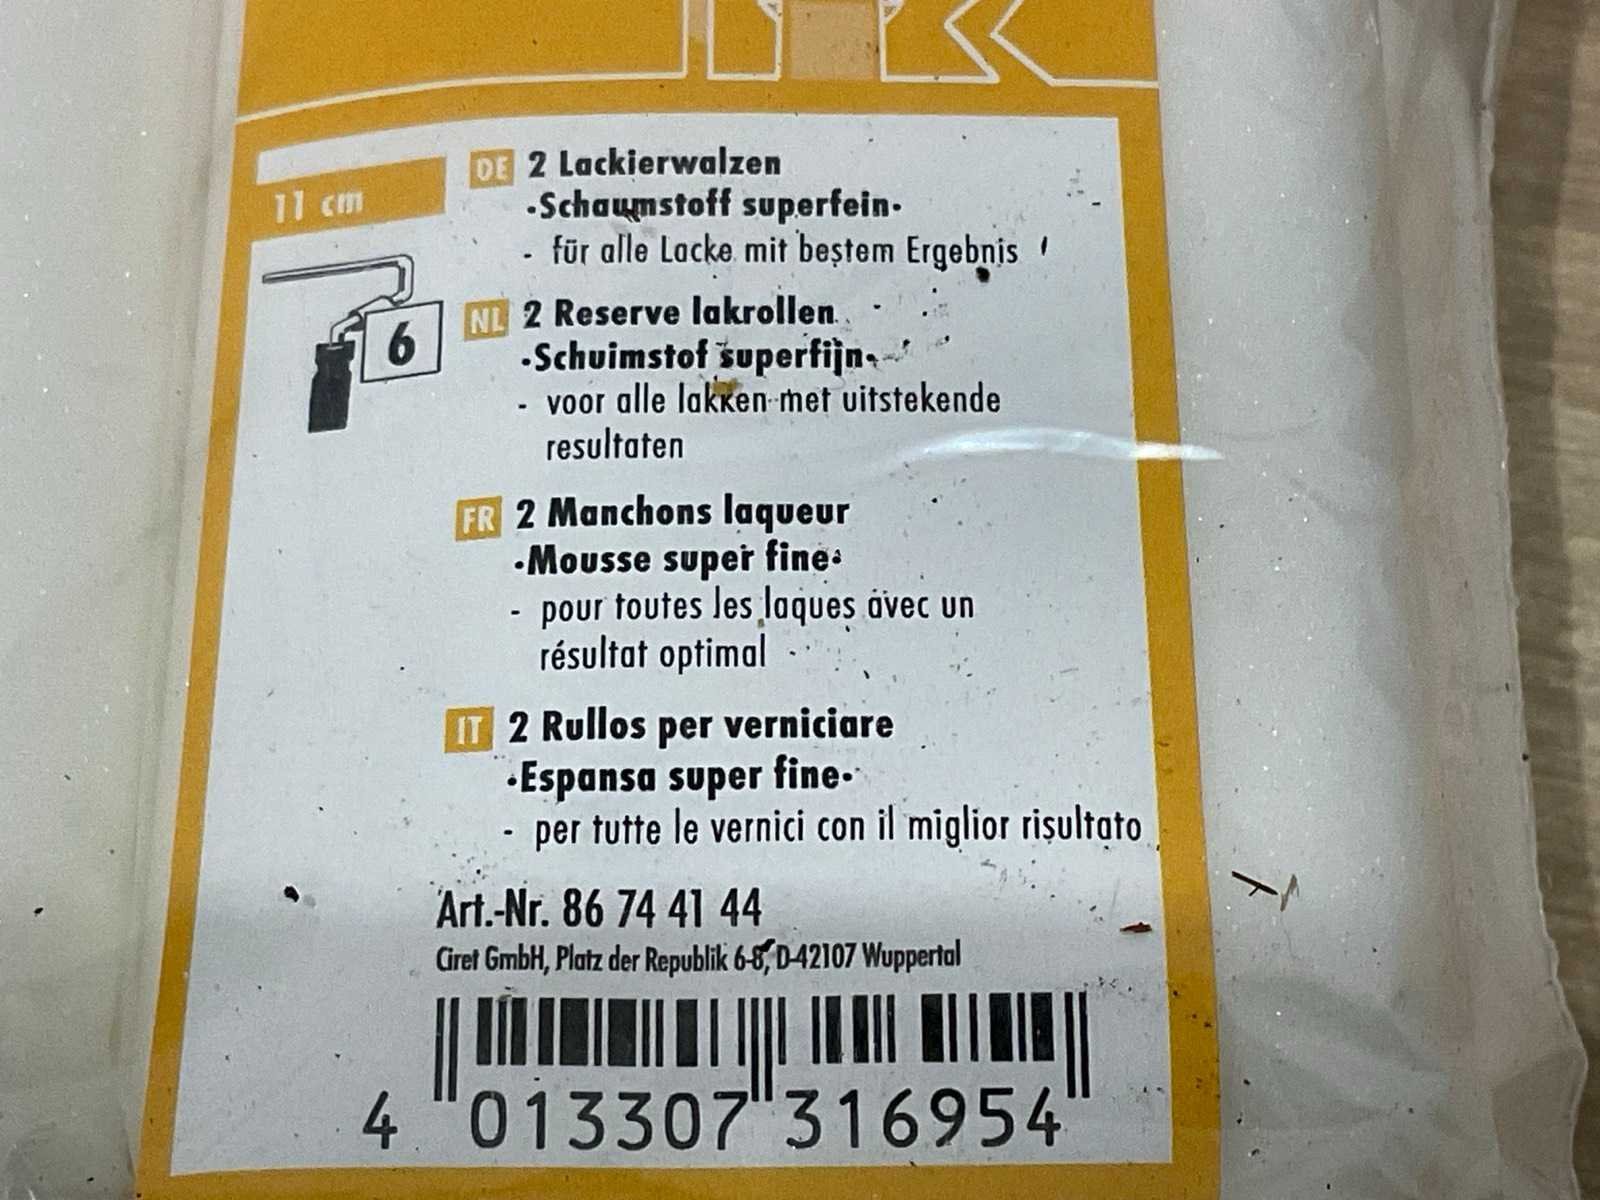 11 cm
6
DE 2 Lackierwalzen
•Schaumstoff superfein•
- für alle Lacke mit bestem Ergebnis
NL 2 Reserve lakrollen
•Schuimstof superfijn•
- voor alle lakken met uitstekende
resultaten
FR 2 Manchons laqueur
•Mousse super fine•
- pour toutes les laques avec un
résultat optimal
IT 2 Rullos per verniciare
•Espansa super fine•
- per tutte le vernici con il miglior risultato
Art.-Nr. 86 74 41 44
Ciret GmbH, Platz der Republik 6-8, D-42107 Wuppertal
4 013307 316954